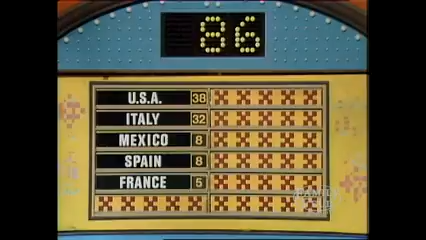 86
U.S.A. 38
ITALY 32
MEXICO 8
SPAIN 8
FRANCE 5